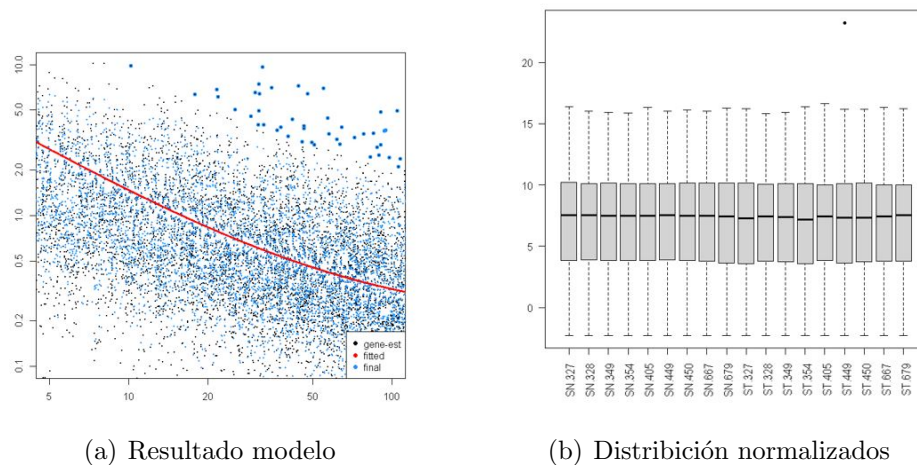 10.0
5.0
2.0
1.0
0.5
0.2
0.1
5 10 20 50 100
gene-est
fitted
final
(a) Resultado modelo
20
15
10
5
0
SN.327
SN.328
SN.349
SN.354
SN.405
SN.449
SN.450
SN.667
SN.679
ST.327
ST.328
ST.349
ST.354
ST.405
ST.449
ST.450
ST.667
ST.679
(b) Distribición normalizados